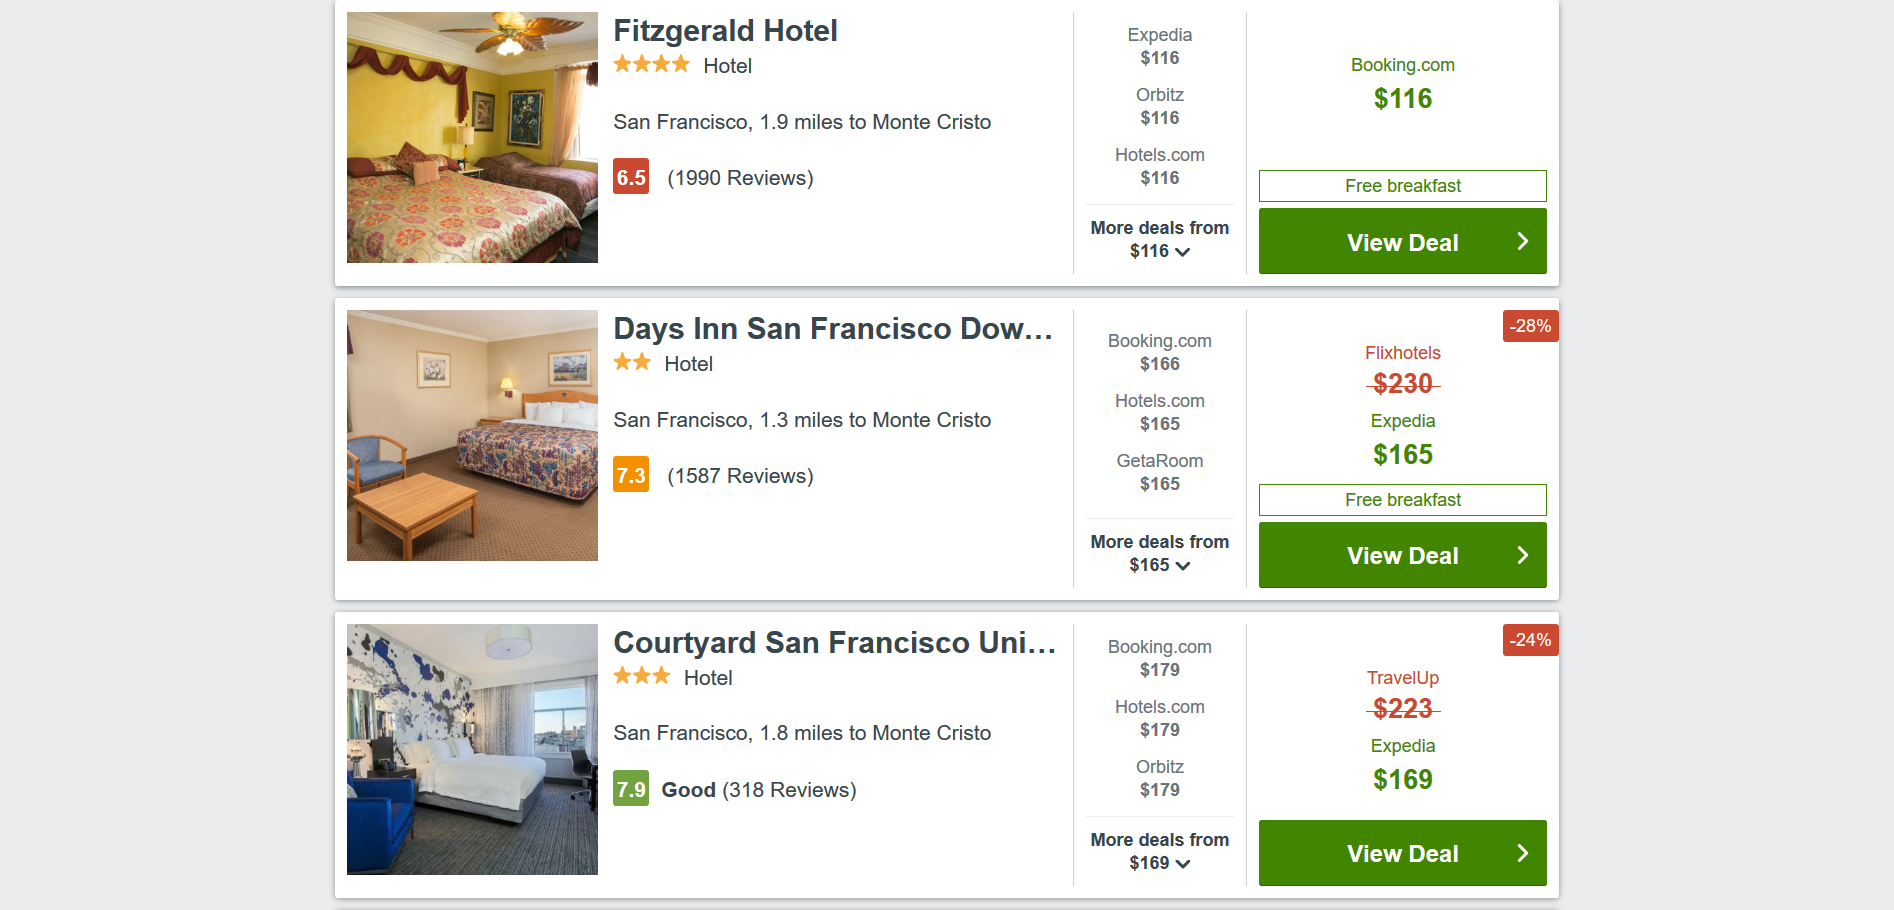 Fitzgerald Hotel
Hotel
San Francisco, 1.9 miles to Monte Cristo
6.5 (1990 Reviews)
Expedia
$116
Orbitz
$116
Hotels.com
$116
More deals from
$116
Booking.com
$116
Free breakfast
View Deal
Days Inn San Francisco Dow...
Hotel
San Francisco, 1.3 miles to Monte Cristo
7.3 (1587 Reviews)
Booking.com
$166
Hotels.com
$165
GetaRoom
$165
More deals from
$165
-28%
Flixhotels
$230
Expedia
$165
Free breakfast
View Deal
Courtyard San Francisco Uni...
Hotel
San Francisco, 1.8 miles to Monte Cristo
7.9 Good (318 Reviews)
Booking.com
$179
Hotels.com
$179
Orbitz
$179
More deals from
$169
-24%
TravelUp
$223
Expedia
$169
View Deal